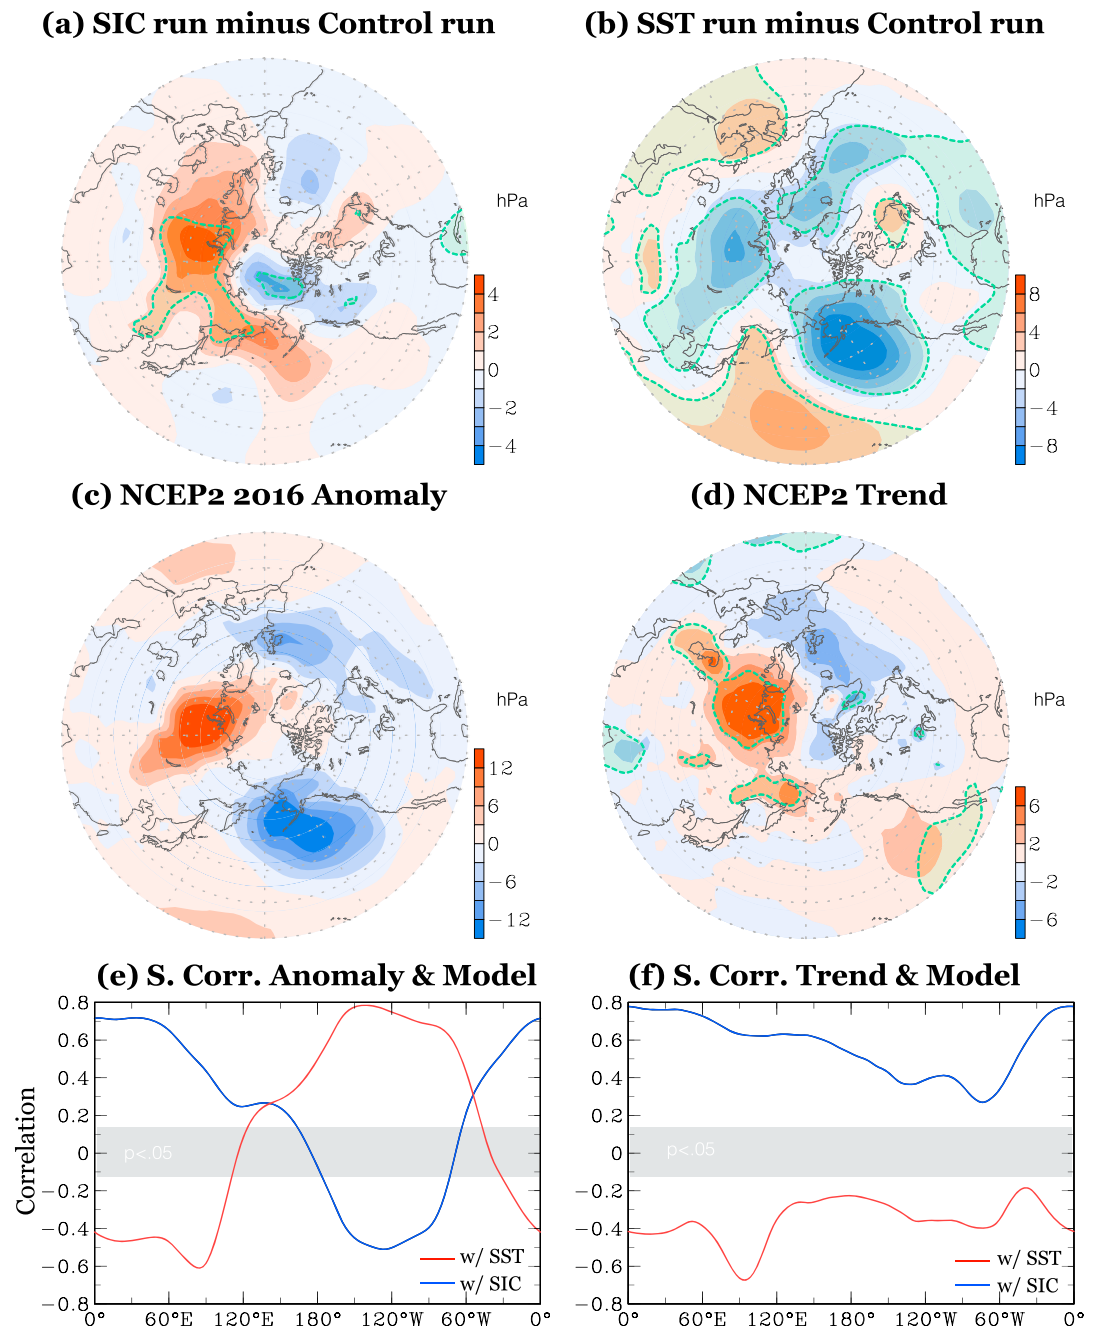 (a) SIC run minus Control run
(b) SST run minus Control run
hPa
4
2
0
−2
−4
hPa
8
4
0
−4
−8
(c) NCEP2 2016 Anomaly
(d) NCEP2 Trend
hPa
12
6
0
−6
−12
hPa
6
2
−2
−6
(e) S. Corr. Anomaly & Model
(f) S. Corr. Trend & Model
Correlation
0.8
0.6
0.4
0.2
0
−0.2
−0.4
−0.6
−0.8
p<.05
w/ SST
w/ SIC
0°
60°E
120°E
180°
120°W
60°W
0°
0.8
0.6
0.4
0.2
0
−0.2
−0.4
−0.6
−0.8
p<.05
w/ SST
w/ SIC
0°
60°E
120°E
180°
120°W
60°W
0°